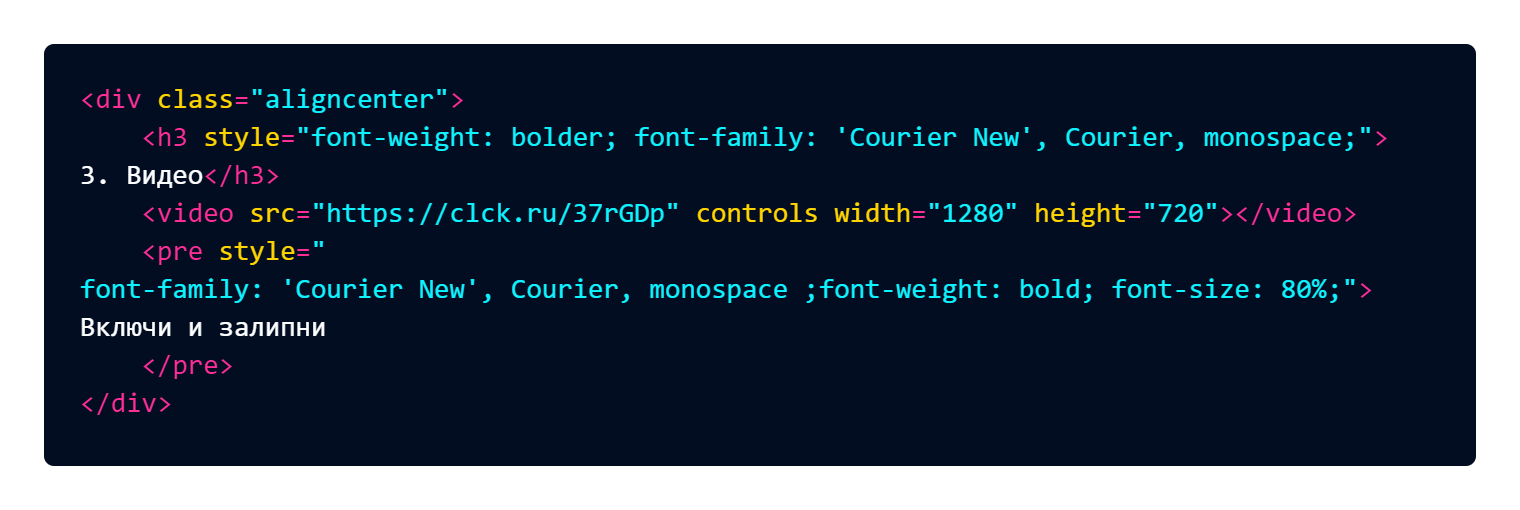 <div class="aligncenter">
    <h3 style="font-weight: bolder; font-family: 'Courier New', Courier, monospace;">
3. Видео</h3>
    <video src="https://clck.ru/37rGDp" controls width="1280" height="720"></video>
    <pre style="
font-family: 'Courier New', Courier, monospace ;font-weight: bold; font-size: 80%;">
Включи и залипни
    </pre>
</div>